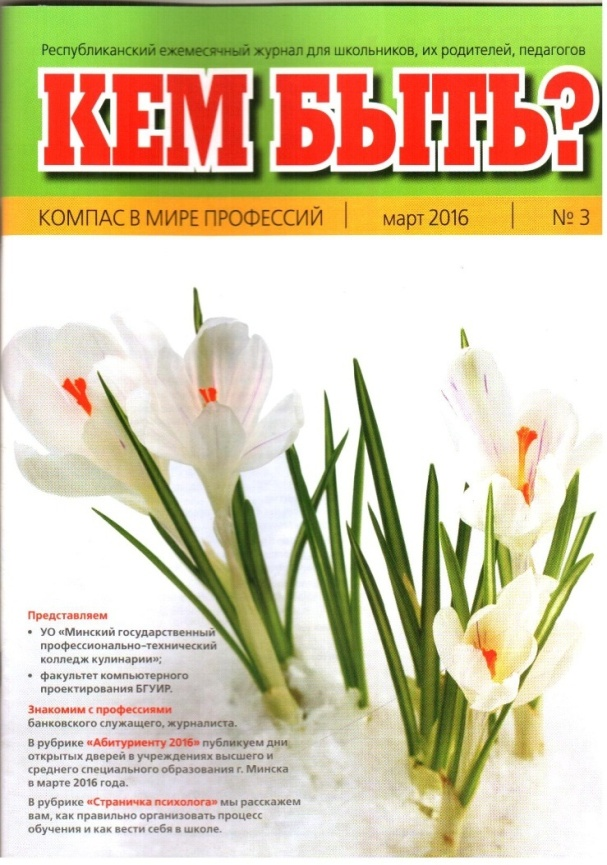 Республиканский ежемесячный журнал для школьников, их родителей, педагогов
КЕМ БЫТЬ?
КОМПАС В МИРЕ ПРОФЕССИЙ | март 2016 | № 3
Представляем
• УО «Минский государственный
профессионально-технический
колледж кулинарии»;
• факультет компьютерного
проектирования БГУИР.
Знакомим с профессиями
банковского служащего, журналиста.
В рубрике «Абитуриенту 2016» публикуем дни
открытых дверей в учреждениях высшего и
среднего специального образования г. Минска
в марте 2016 года.
В рубрике «Страничка психолога» мы расскажем
вам, как правильно организовать процесс
обучения и как вести себя в школе.